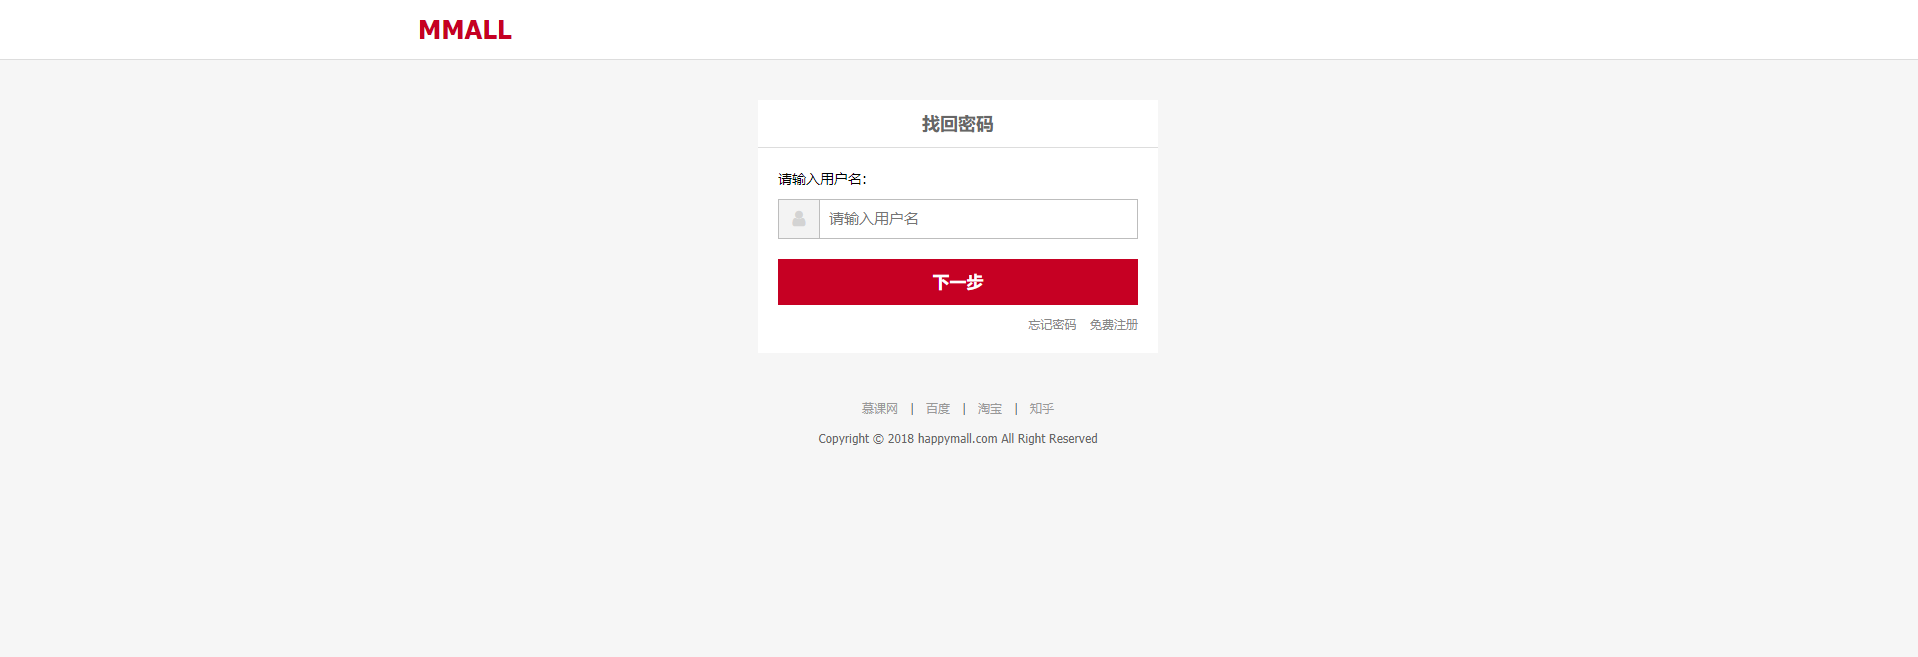 MMALL
找回密码
请输入用户名:
请输入用户名
下一步
忘记密码 免费注册
慕课网 | 百度 | 淘宝 | 知乎
Copyright © 2018 happymall.com All Right Reserved